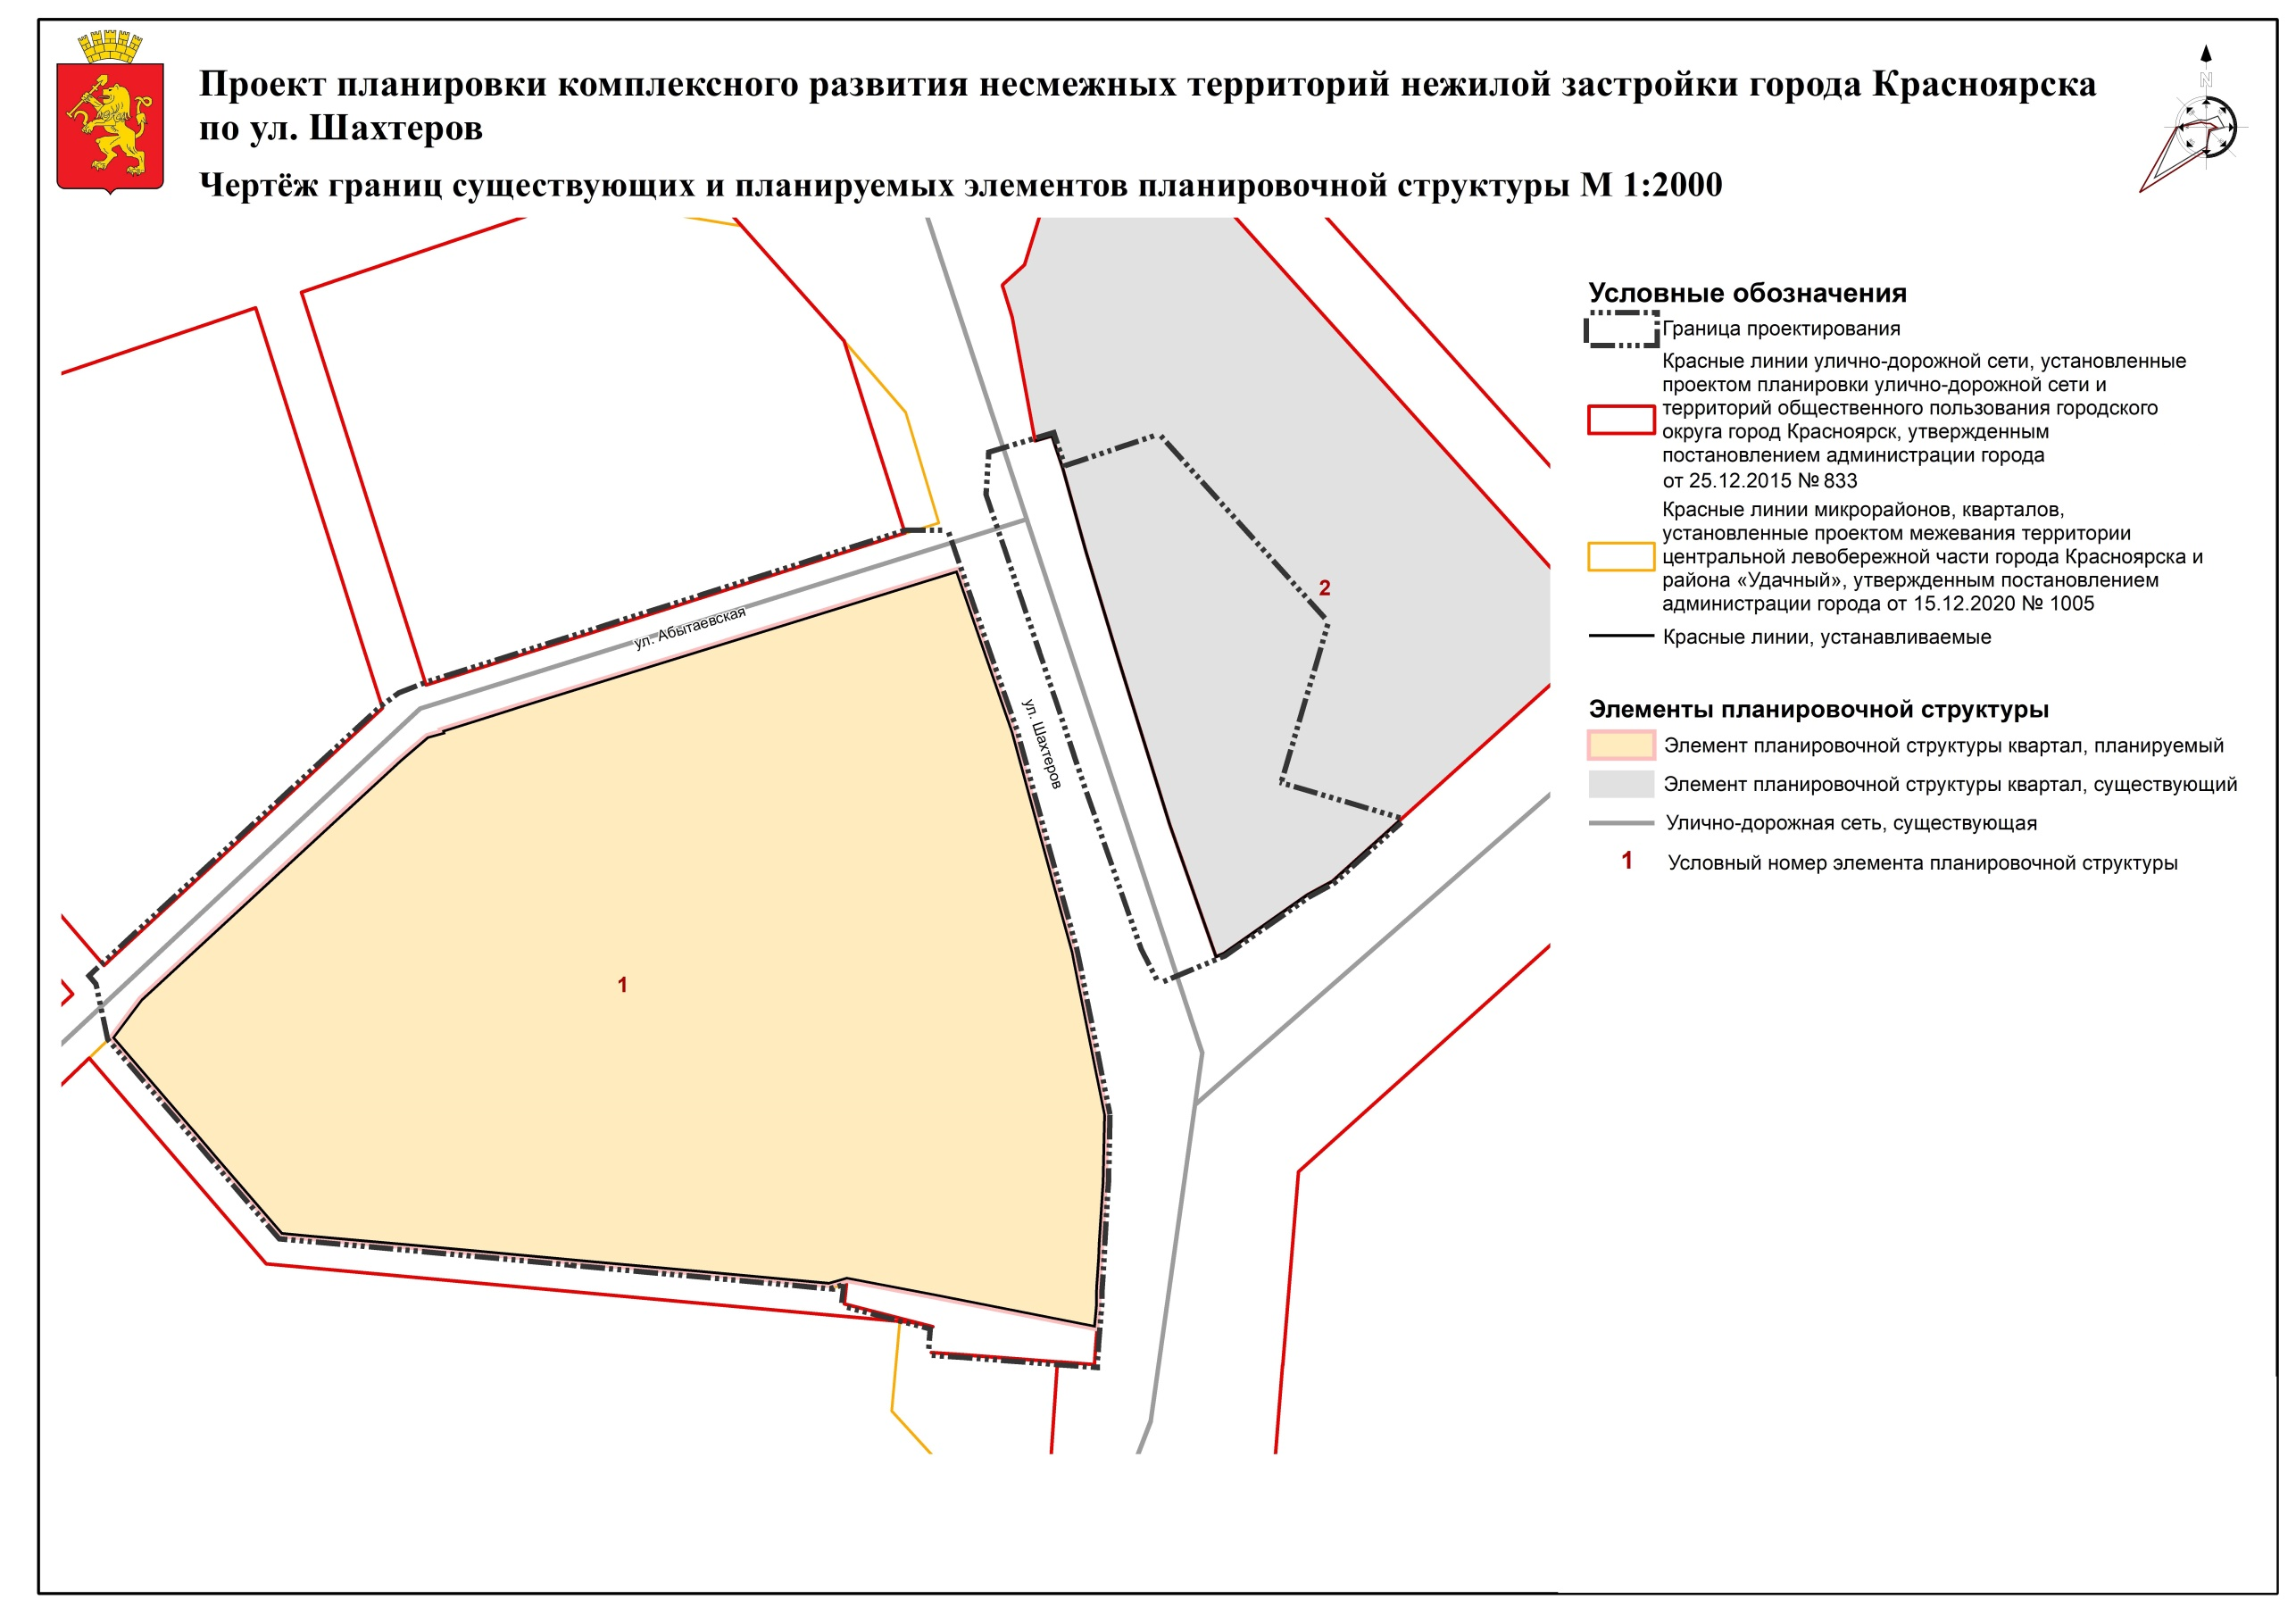 Проект планировки комплексного развития несмежных территорий нежилой застройки города Красноярска
по ул. Шахтеров
Чертёж границ существующих и планируемых элементов планировочной структуры М 1:2000
N
Условные обозначения
Граница проектирования
Красные линии улично-дорожной сети, установленные
проектом планировки улично-дорожной сети и
территорий общественного пользования городского
округа город Красноярск, утвержденным
постановлением администрации города
от 25.12.2015 № 833
Красные линии микрорайонов, кварталов,
установленные проектом межевания территории
центральной левобережной части города Красноярска и
района «Удачный», утвержденным постановлением
администрации города от 15.12.2020 № 1005
Красные линии, устанавливаемые
Элементы планировочной структуры
Элемент планировочной структуры квартал, планируемый
Элемент планировочной структуры квартал, существующий
Улично-дорожная сеть, существующая
1 Условный номер элемента планировочной структуры
2
ул. Абытаевская
ул. Шахтеров
1